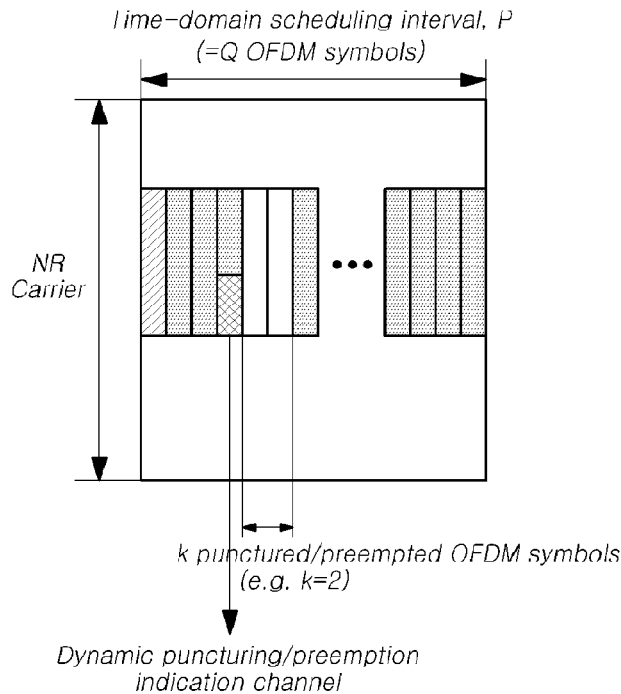 Time-domain scheduling interval, P
(=Q OFDM symbols)
NR
Carrier
k punctured/preempted OFDM symbols
(e.g. k=2)
Dynamic puncturing/preemption
indication channel